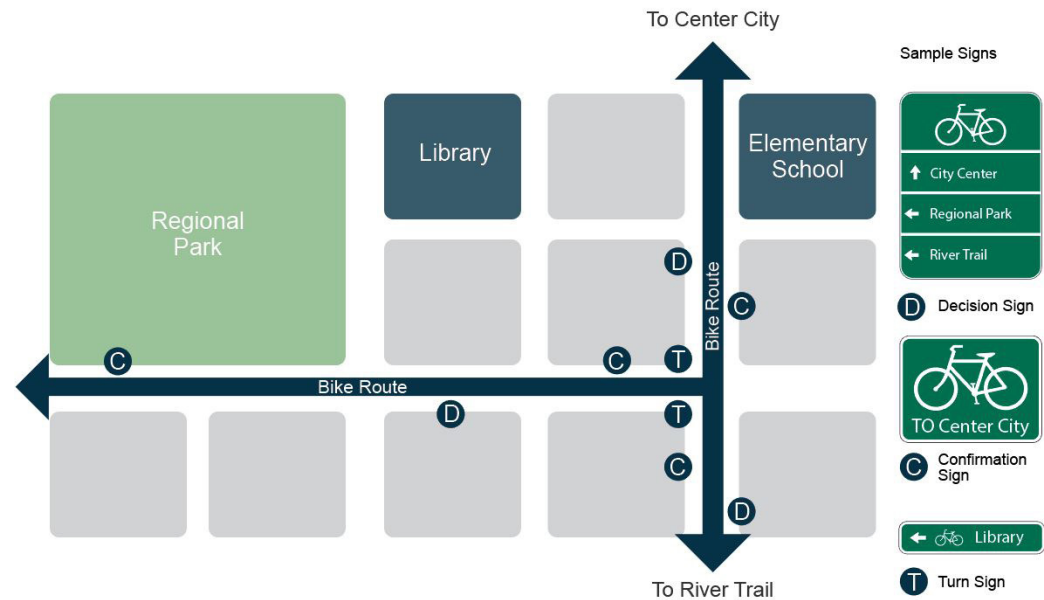 To Center City
Sample Signs
Library
Elementary
School
Regional
Park
City Center
Regional Park
River Trail
D
Bike Route
C
D Decision Sign
C
C
T
Bike Route
D
T
TO Center City
C
C Confirmation
Sign
D
Library
T Turn Sign
To River Trail